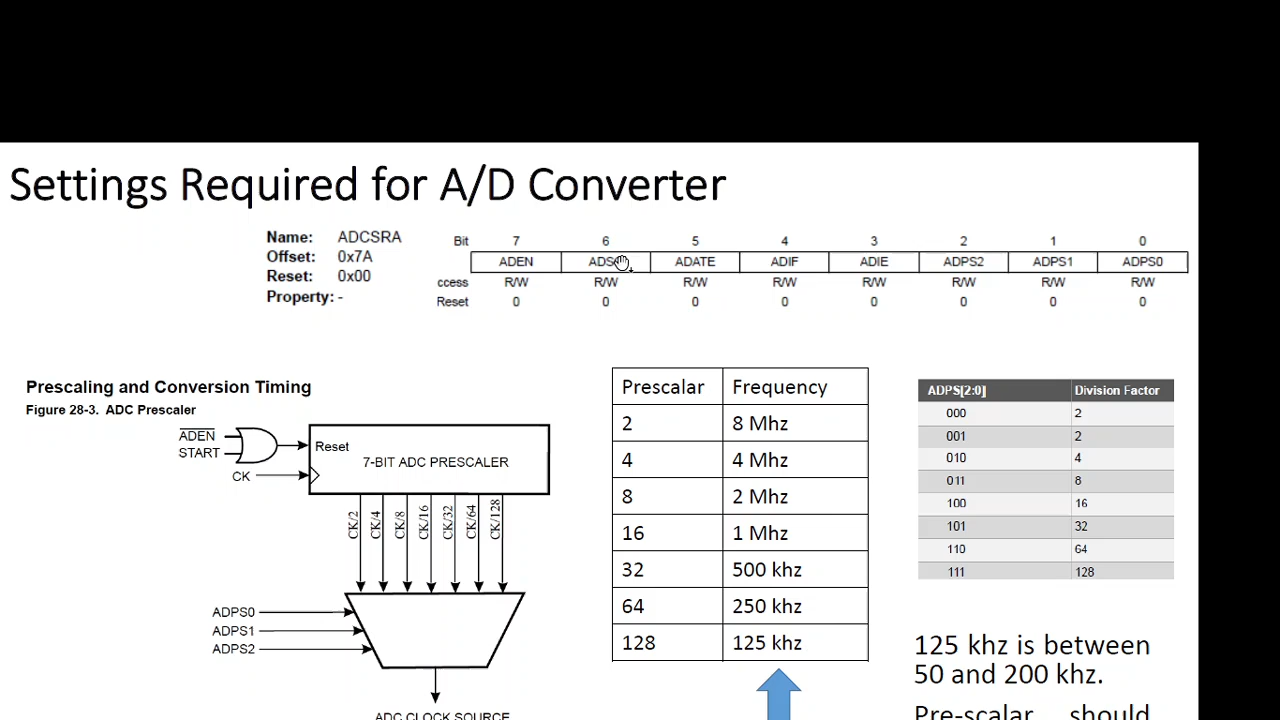 Settings Required for A/D Converter
Name: ADCSRA
Offset: 0x7A
Reset: 0x00
Property: -
Bit 7 6 5 4 3 2 1 0
ADEN ADATE ADIF ADIE ADPS2 ADPS1 ADPS0
ccess R/W R/W R/W R/W R/W R/W R/W R/W
Reset 0 0 0 0 0 0 0 0
Prescaling and Conversion Timing
Figure 28-3. ADC Prescaler
ADEN
START
CK
Reset
7-BIT ADC PRESCALER
CK/2 CK/4 CK/8 CK/16 CK/32 CK/64 CK/128
ADPS0
ADPS1
ADPS2
ADC CLOCK SOURCE
Prescalar Frequency
2 8 Mhz
4 4 Mhz
8 2 Mhz
16 1 Mhz
32 500 khz
64 250 khz
128 125 khz
ADPS[2:0] Division Factor
000 2
001 2
010 4
011 8
100 16
101 32
110 64
111 128
125 khz is between
50 and 200 khz.
Pre-scalar should